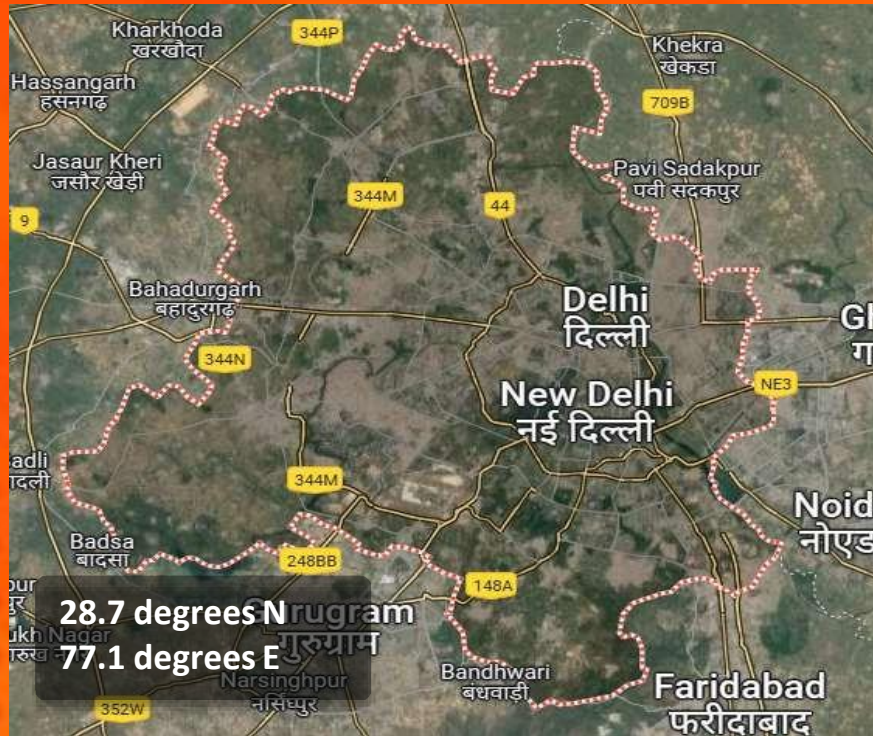 Kharkhoda
खरखौदा
344P
Khekra
खेकडा
Hassangarh
हसनगढ़
709B
Jasaur Kheri
जसौर खेड़ी
Pavi Sadakpur
पवी सदकपुर
344M
44
9
Bahadurgarh
बहादुरगढ़
Delhi
दिल्ली
344N
NE3
New Delhi
नई दिल्ली
344M
Badsa
बादसा
248BB
148A
28.7 degrees N
77.1 degrees E
गुरुग्राम
Narsinghpur
नरसिंघपुर
Bandhwari
बंधवाड़ी
Faridabad
फरीदाबाद
352W